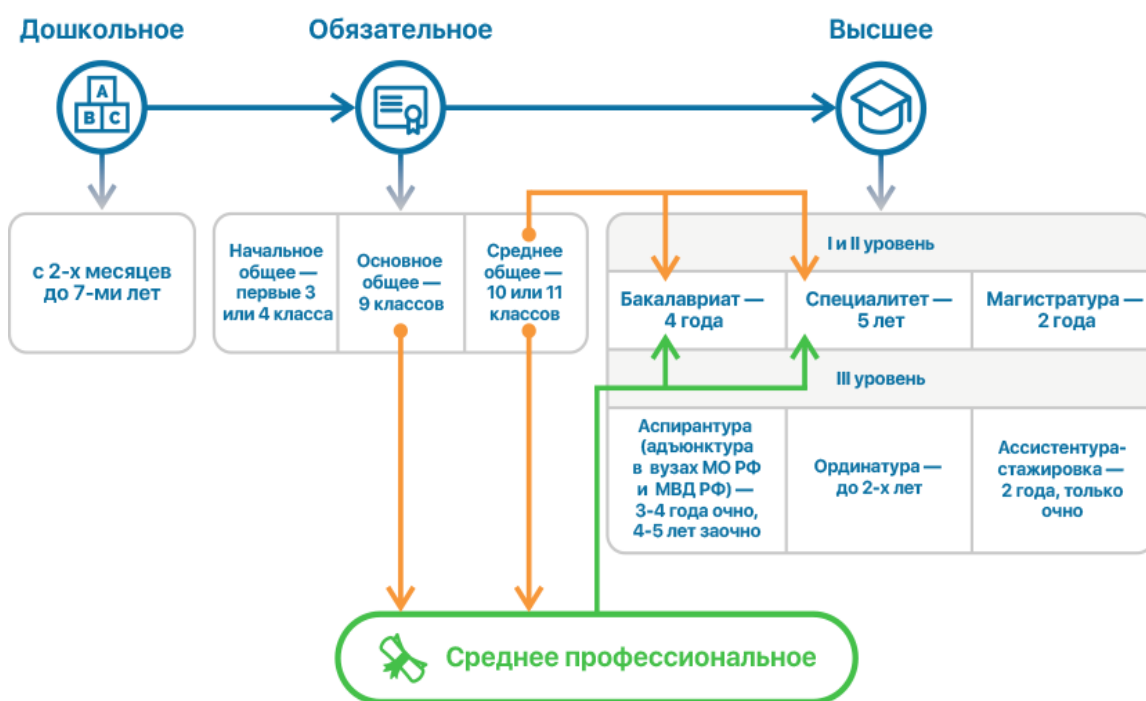 Дошкольное
Обязательное
Высшее
A
B C
с 2-х месяцев
до 7-ми лет
Начальное
общее —
первые 3
или 4 класса
Основное
общее —
9 классов
Среднее
общее —
10 или 11
классов
I и II уровень
Бакалавриат —
4 года
Специалитет —
5 лет
Магистратура —
2 года
III уровень
Аспирантура
(адъюнктура
в вузах МО РФ
и МВД РФ) —
3-4 года очно,
4-5 лет заочно
Ординатура —
до 2-х лет
Ассистентура-
стажировка —
2 года, только
очно
Среднее профессиональное